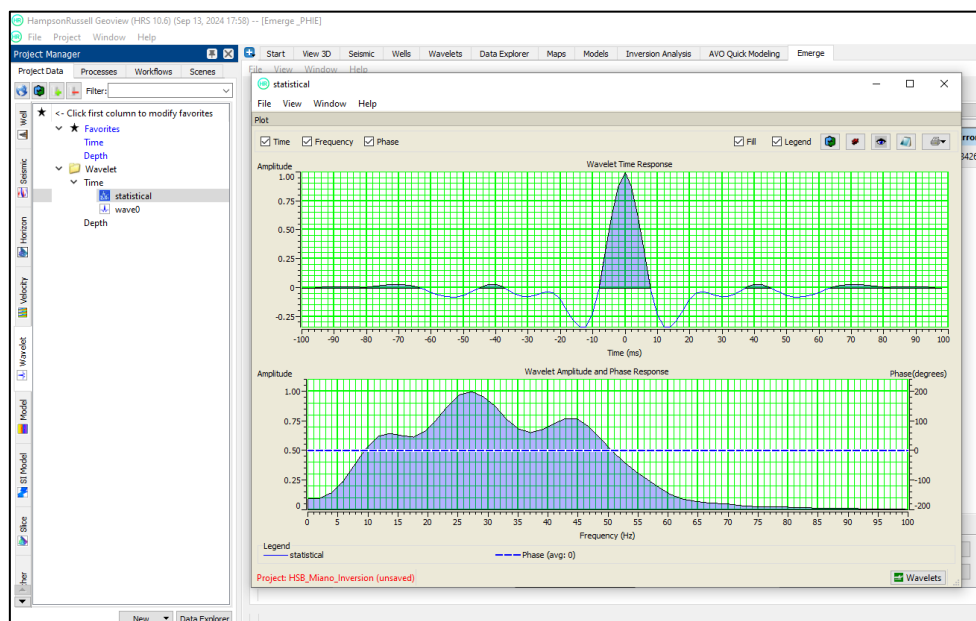 HampsonRussell Geoview (HRS 10.6) (Sep 13, 2024 17:58) -- [Emerge _PHIE]
File Project Window Help
Project Manager
Start View 3D Seismic Wells Wavelets Data Explorer Maps Models Inversion Analysis AVO Quick Modeling Emerge
Project Data Processes Workflows Scenes
File View Window Help
Filter:
Well
Seismic
Horizon
Velocity
Wavelet
Model
SI Model
Slice
<- Click first column to modify favorites
Favorites
Time
Depth
Wavelet
Time
statistical
wave0
Depth
New
Data Explorer
statistical
File View Window Help
Plot
Time Frequency Phase Fill Legend
Amplitude
Wavelet Time Response
1.00
0.75
0.50
0.25
0
-0.25
-100 -90 -80 -70 -60 -50 -40 -30 -20 -10 0 10 20 30 40 50 60 70 80 90 100
Time (ms)
Amplitude
Wavelet Amplitude and Phase Response
Phase(degrees)
1.00
0.75
0.50
0.25
0
200
100
0
-100
-200
0 5 10 15 20 25 30 35 40 45 50 55 60 65 70 75 80 85 90 95 100
Frequency (Hz)
Legend
statistical
Phase (avg: 0)
Project: HSB_Miano_Inversion (unsaved)
Wavelets